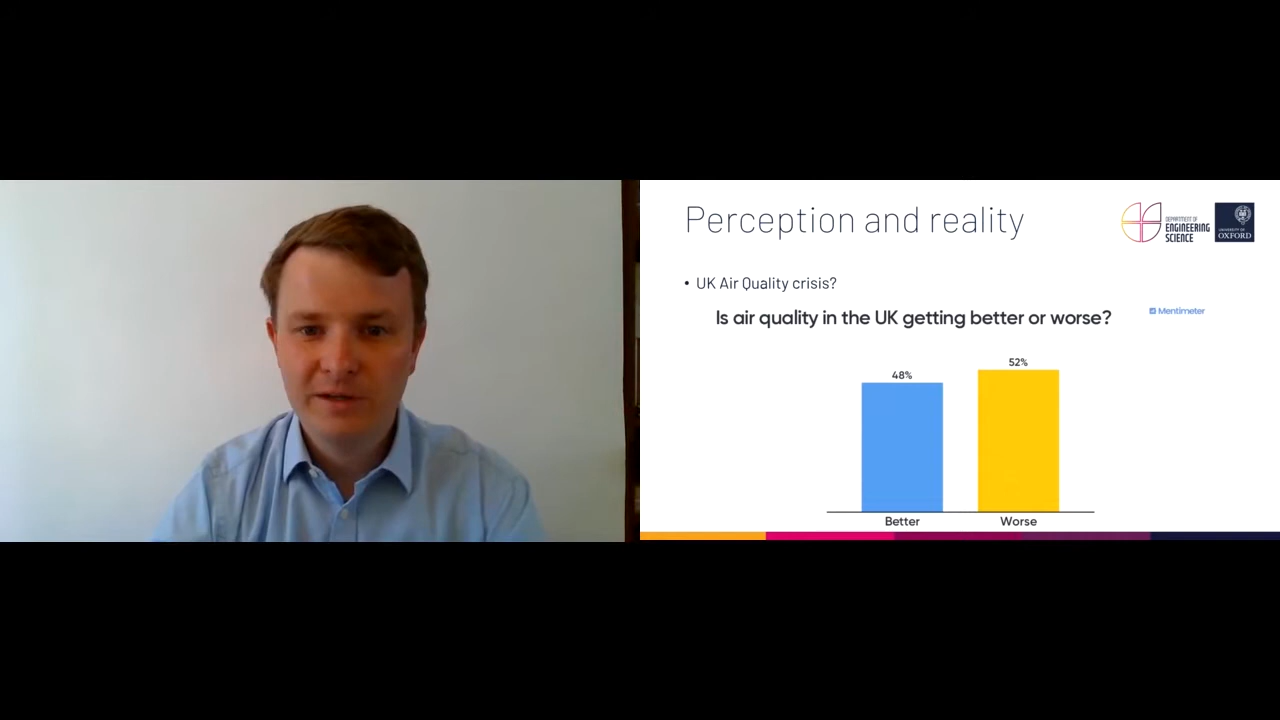 Perception and reality
DEPARTMENT OF
ENGINEERING
SCIENCE
UNIVERSITY OF
OXFORD
• UK Air Quality crisis?
Is air quality in the UK getting better or worse?
Mentimeter
48%
52%
Better
Worse